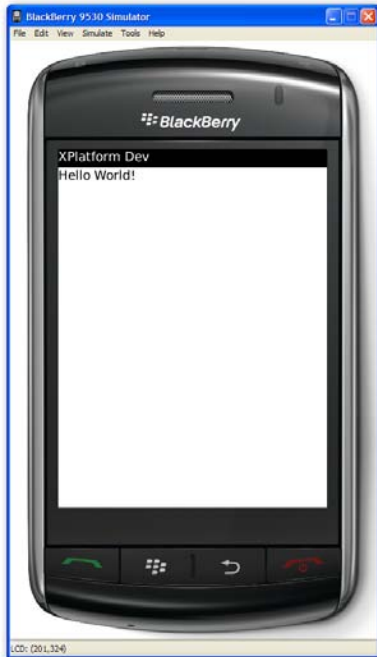 BlackBerry 9530 Simulator
File Edit View Simulate Tools Help
BlackBerry
XPlatform Dev
Hello World!
LCD: (201,324)